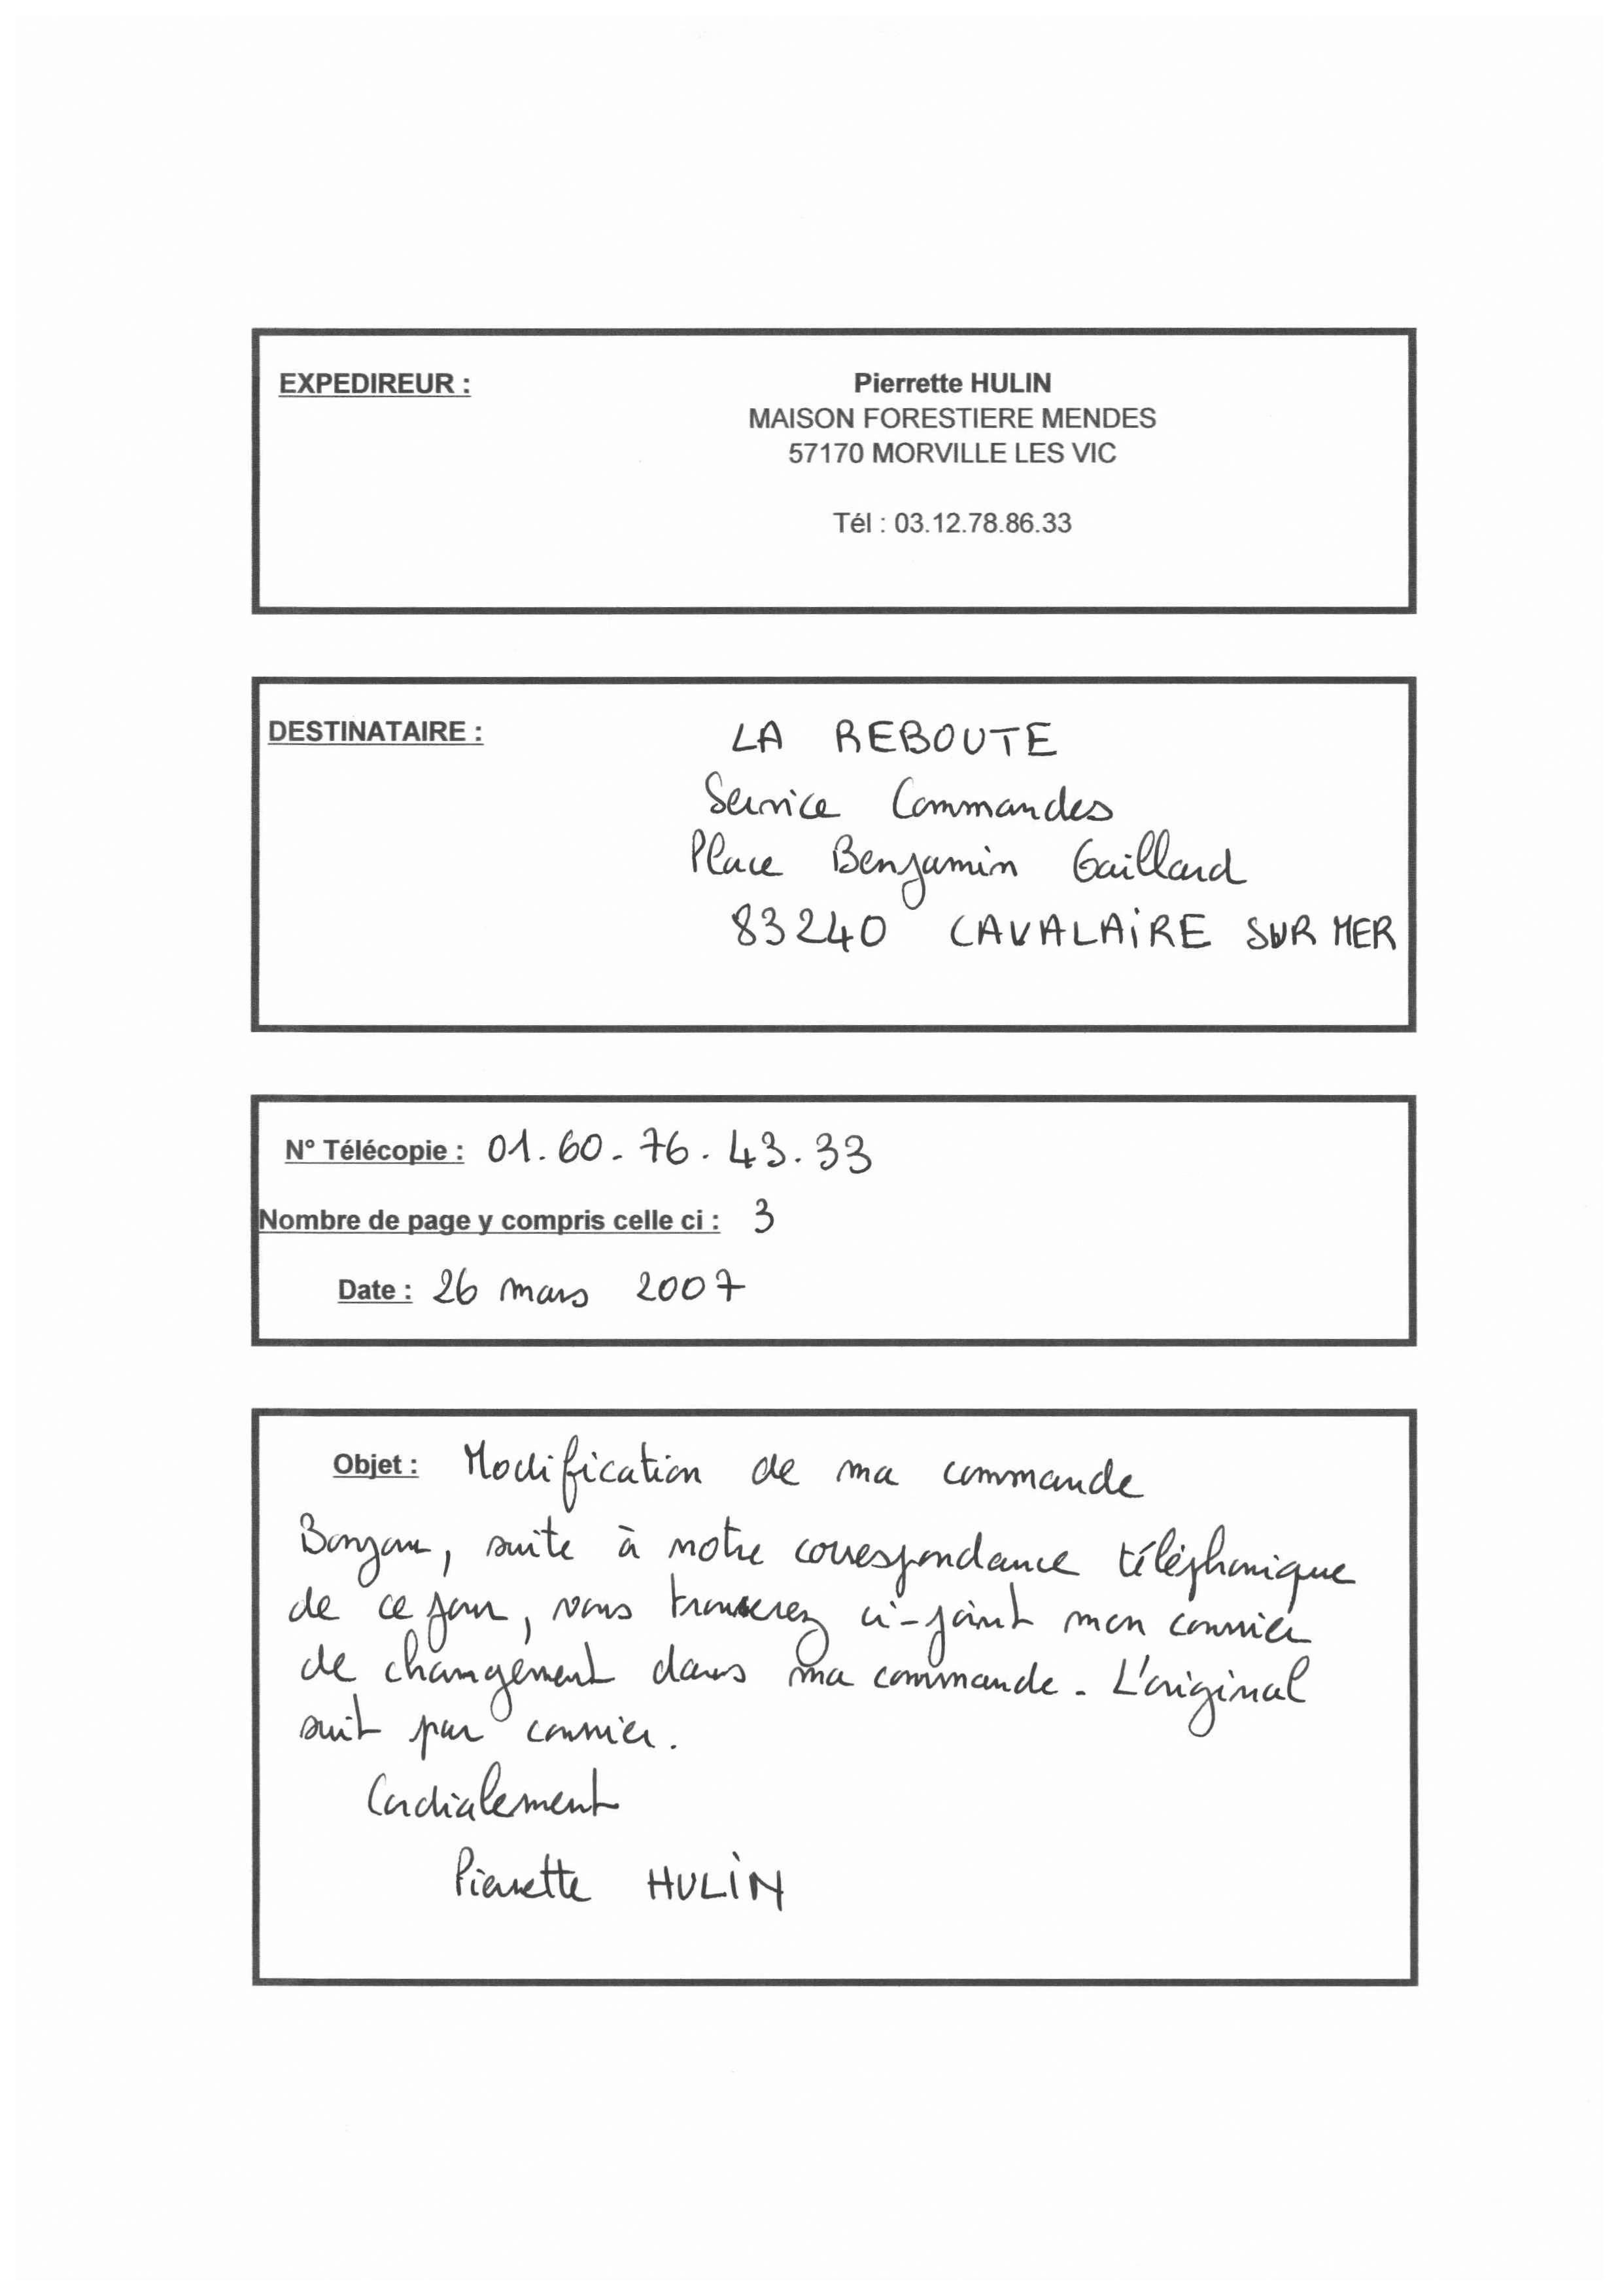 EXPEDIREUR :
Pierrette HULIN
MAISON FORESTIERE MENDES
57170 MORVILLE LES VIC
Tél : 03.12.78.86.33
DESTINATAIRE :
LA REBOUTE
Service Commandes
Place Benjamin Gaillard
83240 CAVALAIRE SUR MER
N° Télécopie : 01.60.76.43.33
Nombre de page y compris celle ci : 3
Date : 26 mars 2007
Objet : Modification de ma commande
Bonjour, suite à notre correspondance téléphonique
de ce jour, vous trouverez ci-joint mon courrier
de changement dans ma commande. L'original
suit par courrier.
Cordialement
Pierrette HULIN